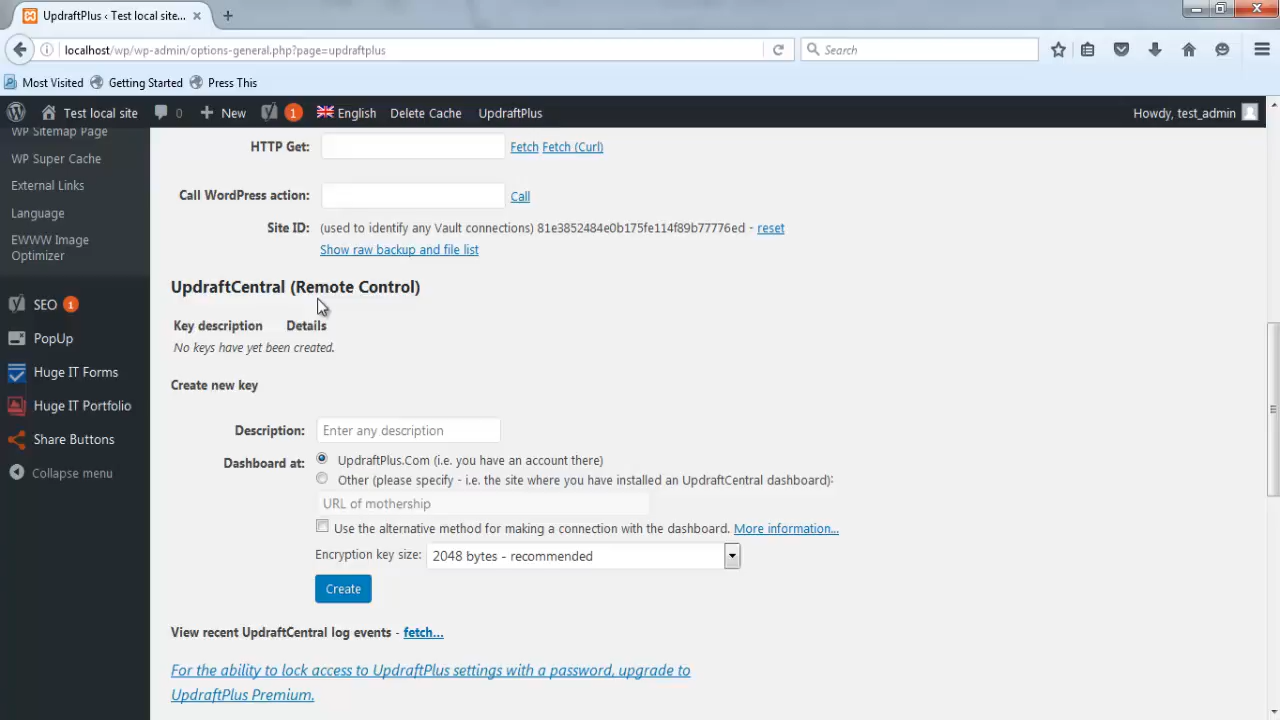 UpdraftPlus ‹ Test local site...
localhost/wp/wp-admin/options-general.php?page=updraftplus
Search
Most Visited Getting Started Press This
Test local site 0 New 1 English Delete Cache UpdraftPlus Howdy, test_admin
WP Sitemap Page
WP Super Cache
External Links
Language
EWWW Image
Optimizer
SEO 1
PopUp
Huge IT Forms
Huge IT Portfolio
Share Buttons
Collapse menu
HTTP Get: Fetch Fetch (Curl)
Call WordPress action: Call
Site ID: (used to identify any Vault connections) 81e3852484e0b175fe114f89b77776ed - reset
Show raw backup and file list
UpdraftCentral (Remote Control)
Key description Details
No keys have yet been created.
Create new key
Description: Enter any description
Dashboard at: UpdraftPlus.Com (i.e. you have an account there)
Other (please specify - i.e. the site where you have installed an UpdraftCentral dashboard):
URL of mothership
Use the alternative method for making a connection with the dashboard. More information...
Encryption key size: 2048 bytes - recommended
Create
View recent UpdraftCentral log events - fetch...
For the ability to lock access to UpdraftPlus settings with a password, upgrade to
UpdraftPlus Premium.